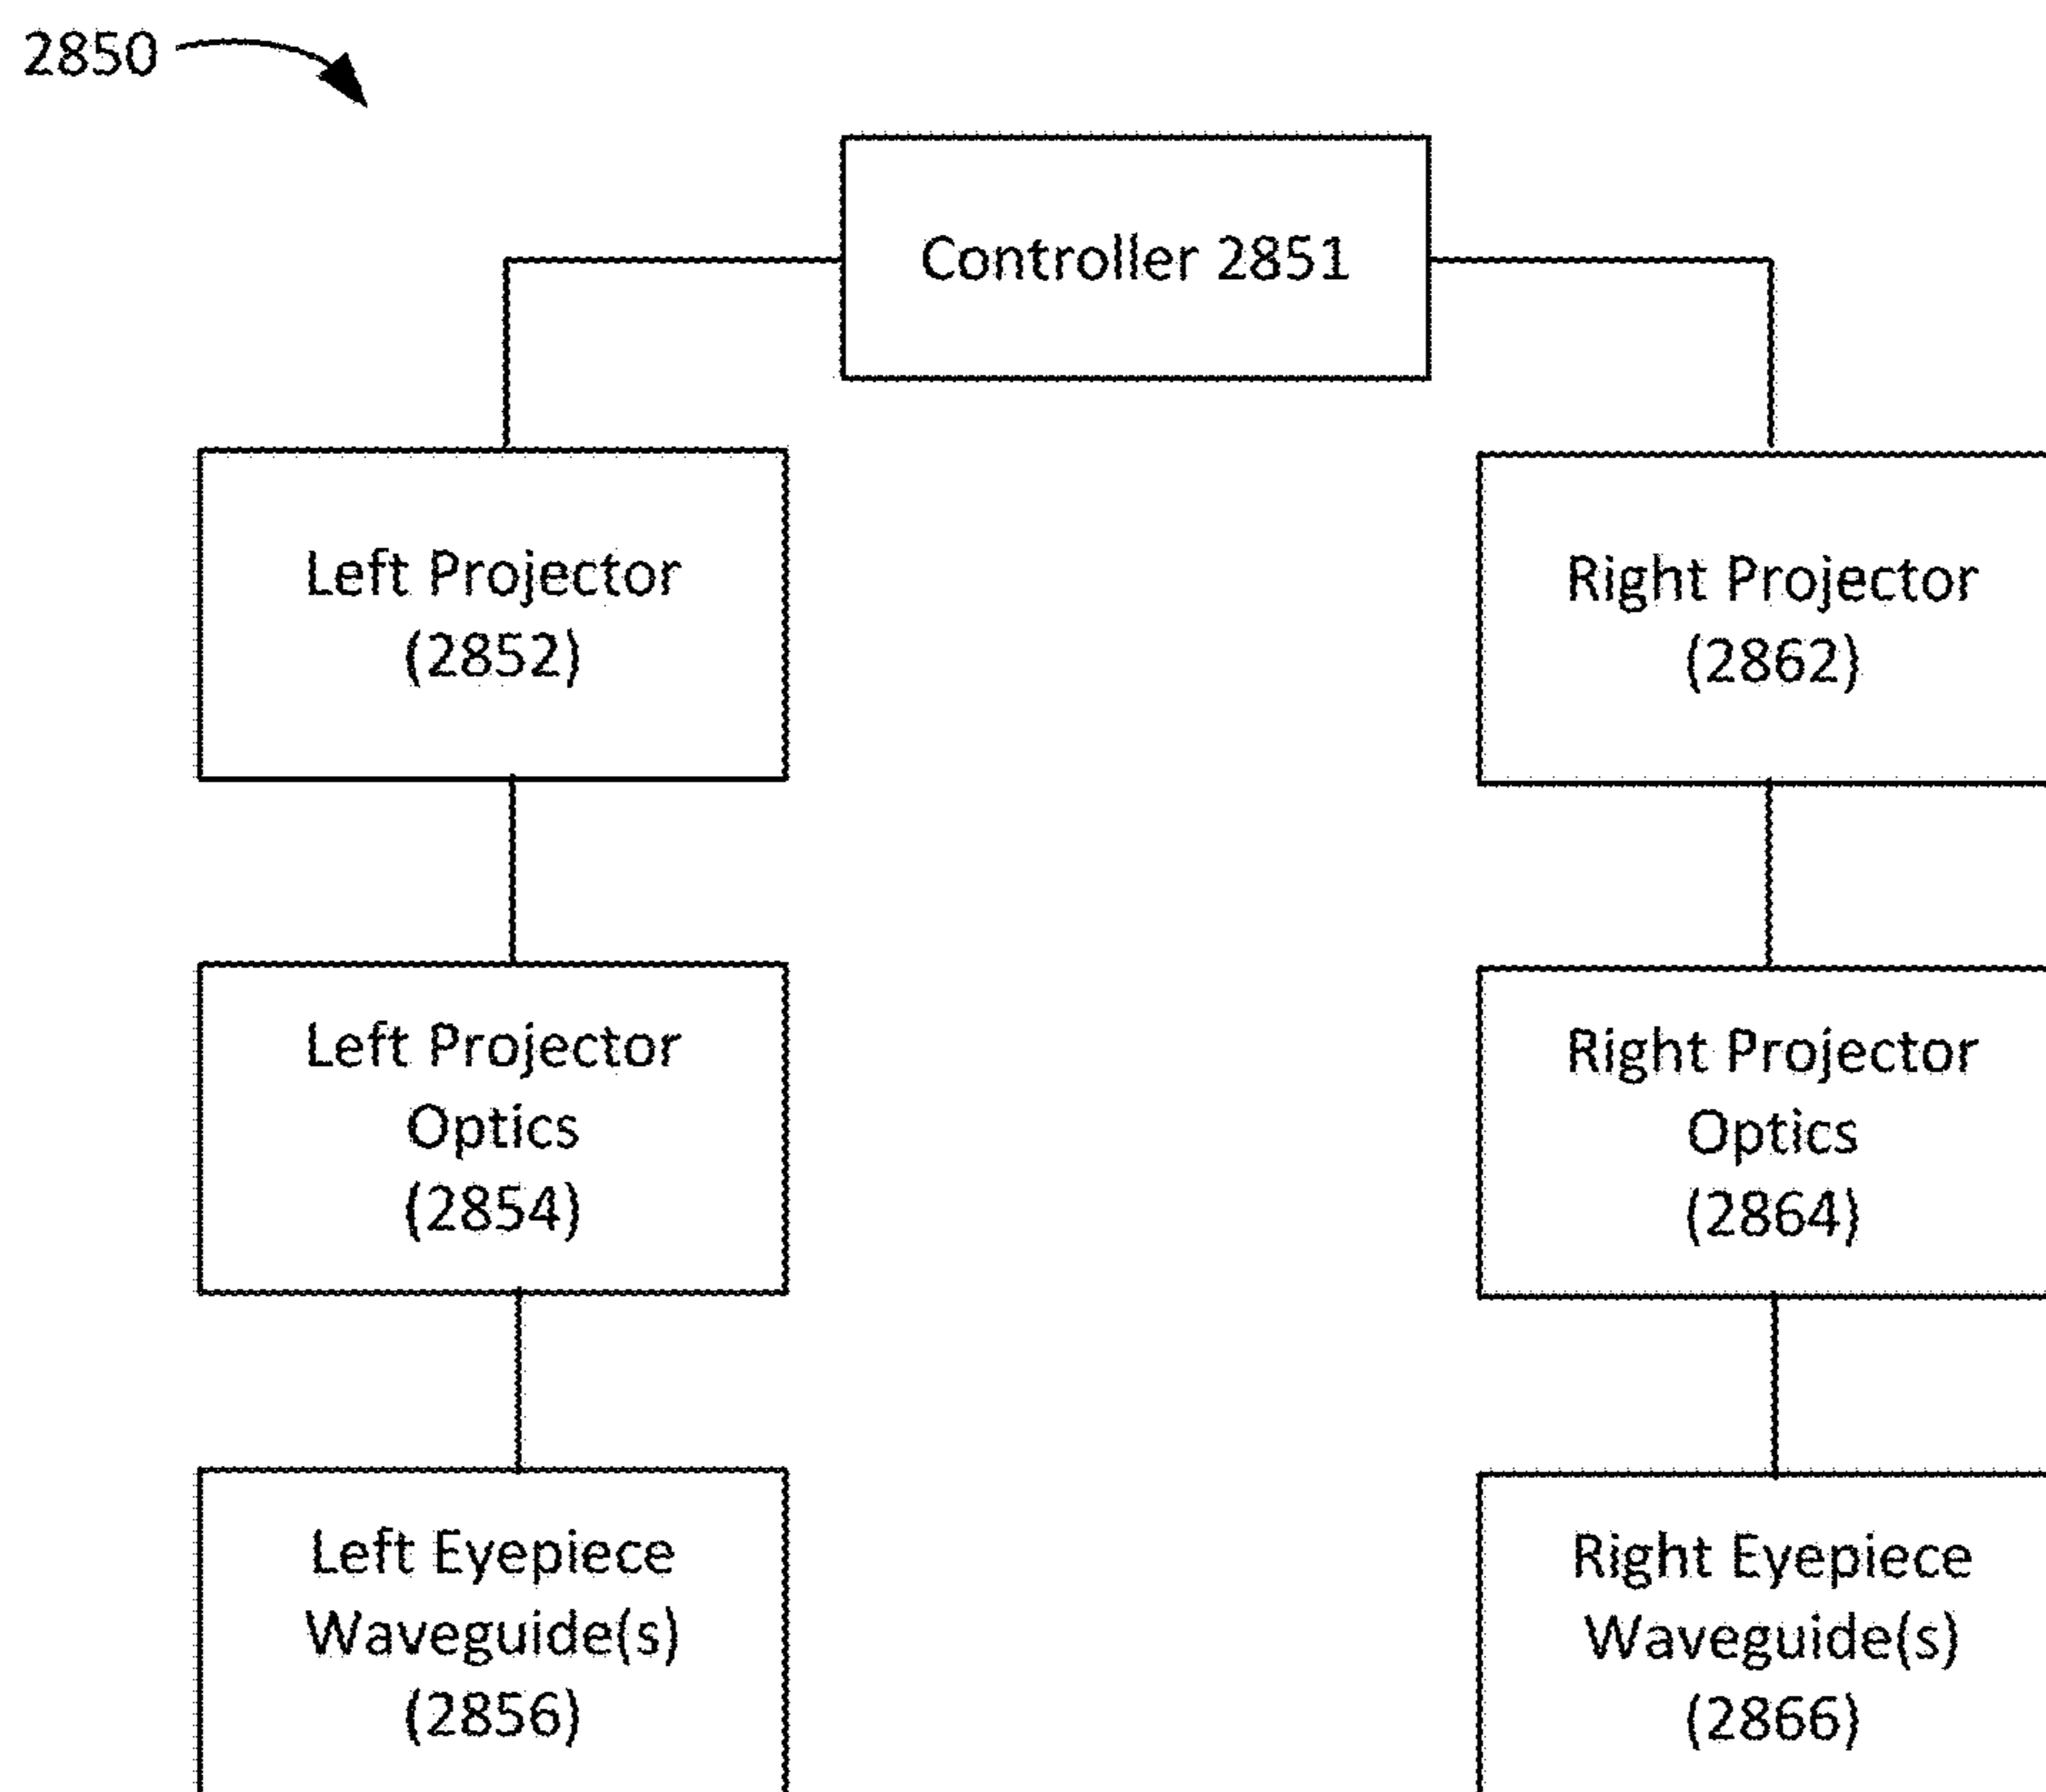 2850
Controller 2851
Left Projector
(2852)
Right Projector
(2862)
Left Projector
Optics
(2854)
Right Projector
Optics
(2864)
Left Eyepiece
Waveguide(s)
(2856)
Right Eyepiece
Waveguide(s)
(2866)